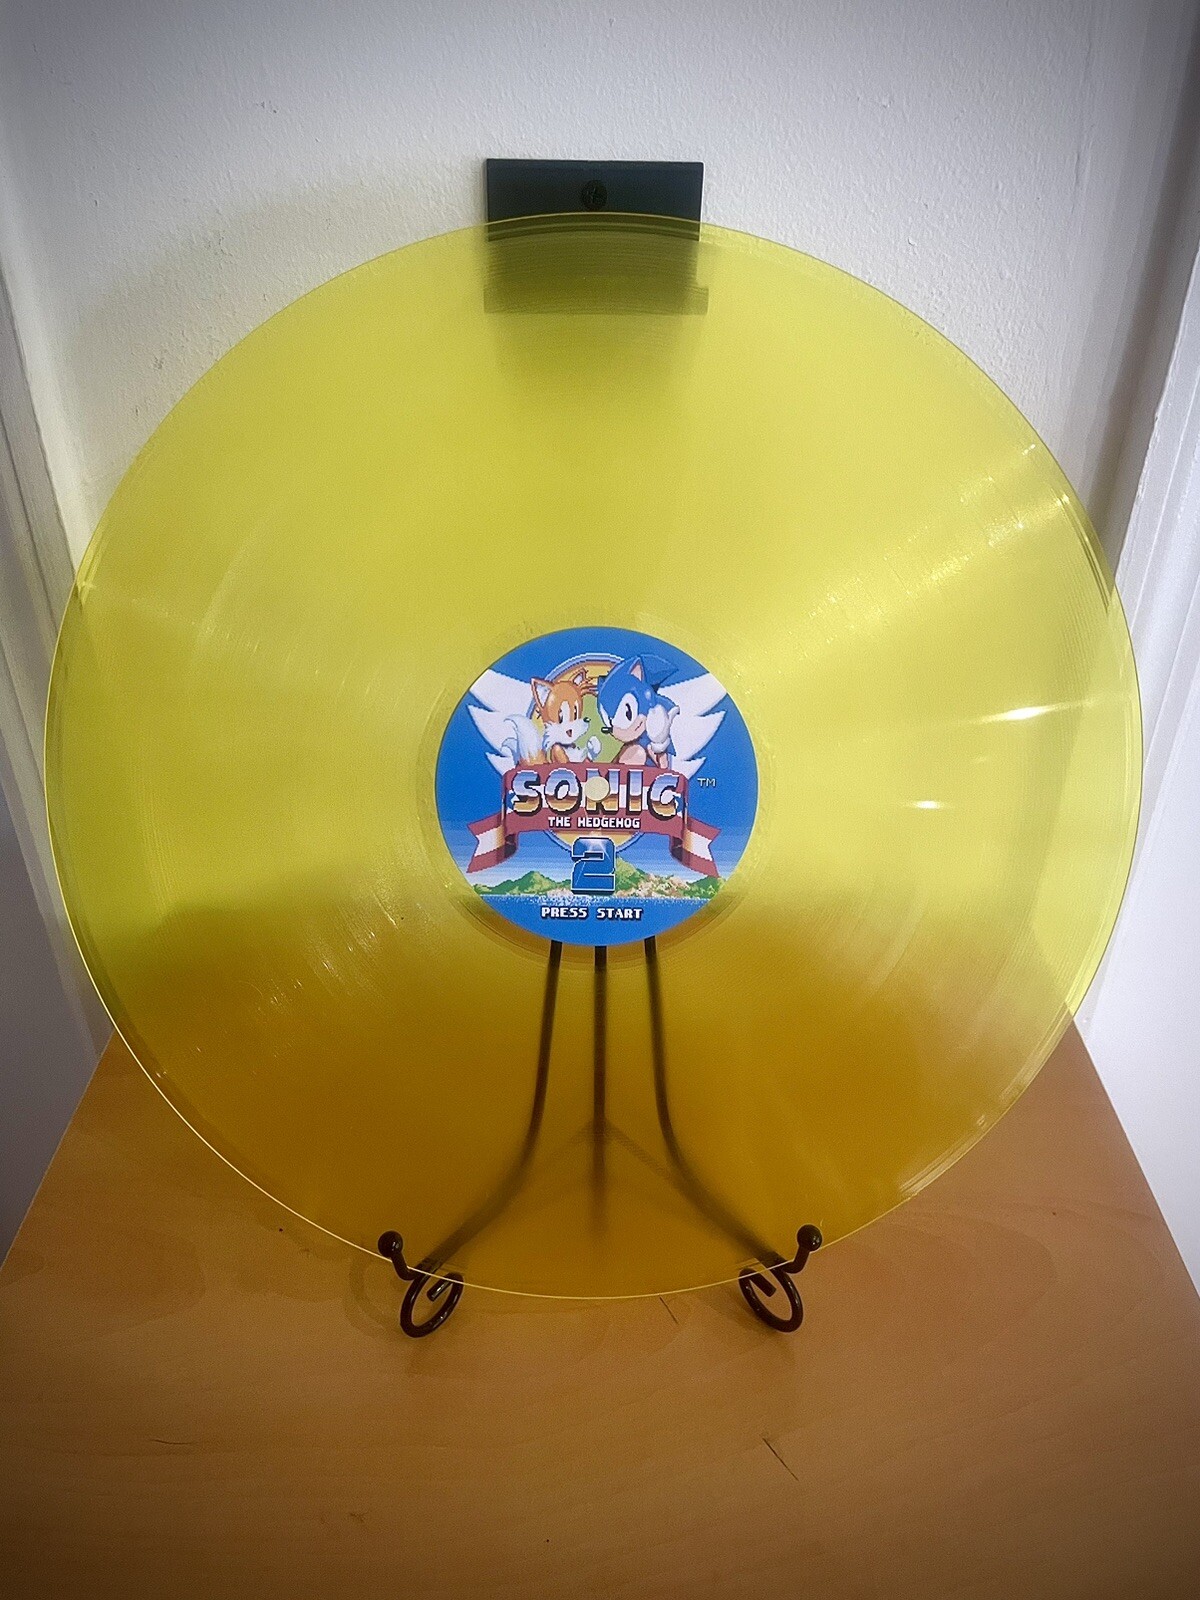 SONIC TM
THE HEDGEHOG
2
PRESS START